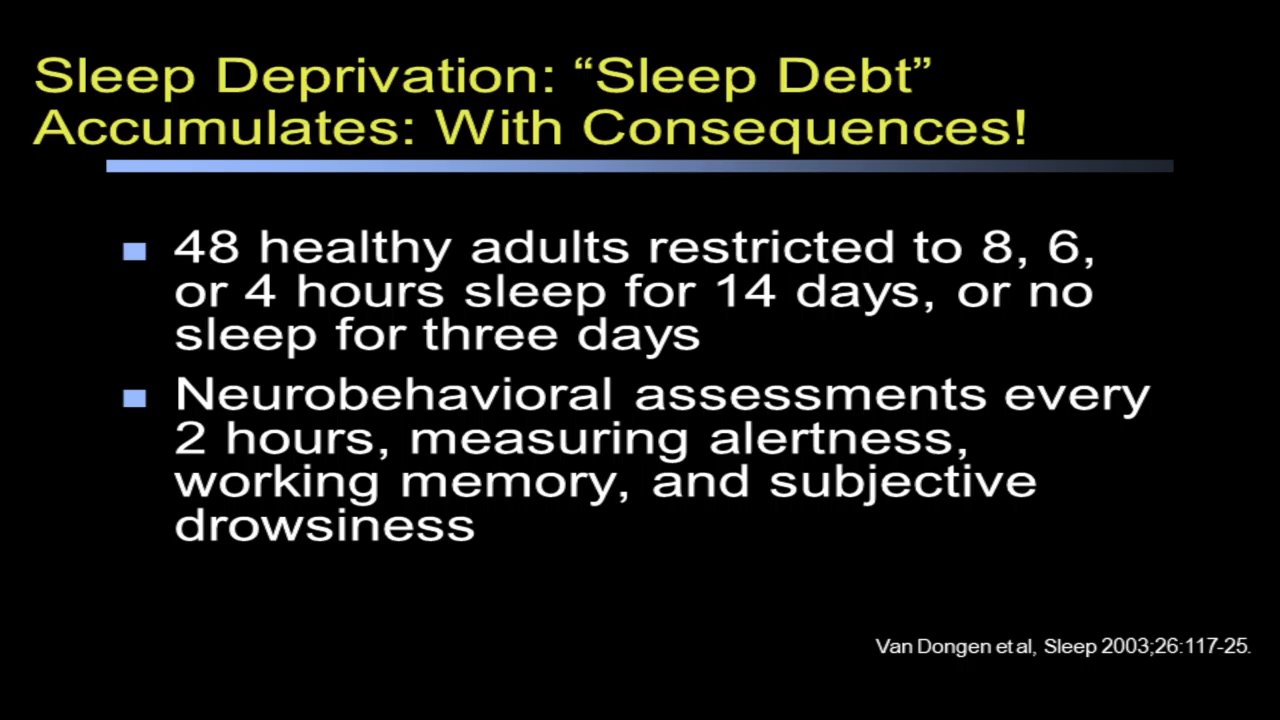 Sleep Deprivation: “Sleep Debt”
Accumulates: With Consequences!
48 healthy adults restricted to 8, 6,
or 4 hours sleep for 14 days, or no
sleep for three days
Neurobehavioral assessments every
2 hours, measuring alertness,
working memory, and subjective
drowsiness
Van Dongen et al, Sleep 2003;26:117-25.